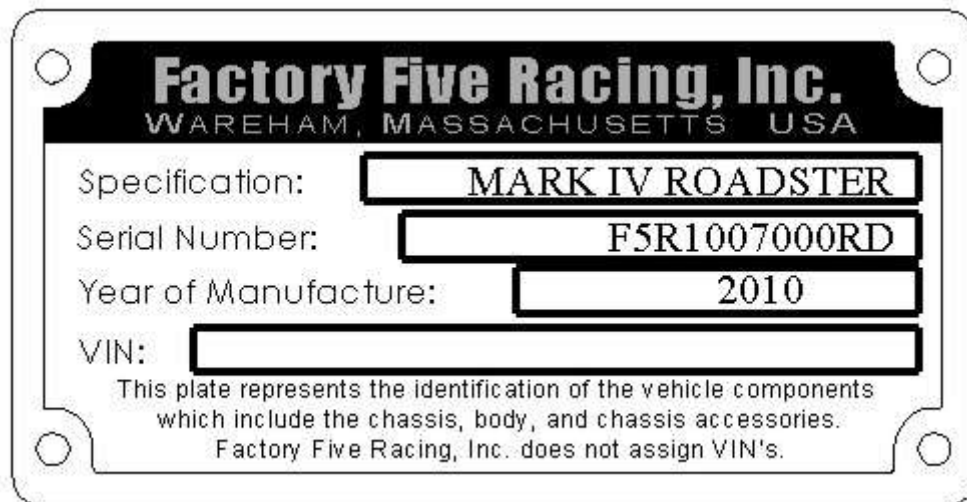 Factory Five Racing, Inc.
WAREHAM, MASSACHUSETTS USA
Specification: MARK IV ROADSTER
Serial Number: F5R1007000RD
Year of Manufacture: 2010
VIN:
This plate represents the identification of the vehicle components
which include the chassis, body, and chassis accessories.
Factory Five Racing, Inc. does not assign VIN's.